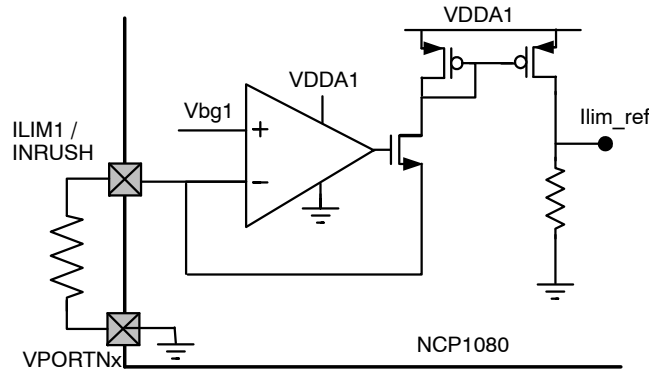 VDDA1
VDDA1
Vbg1
Ilim_ref
ILIM1 /
INRUSH
+
−
NCP1080
VPORTNx